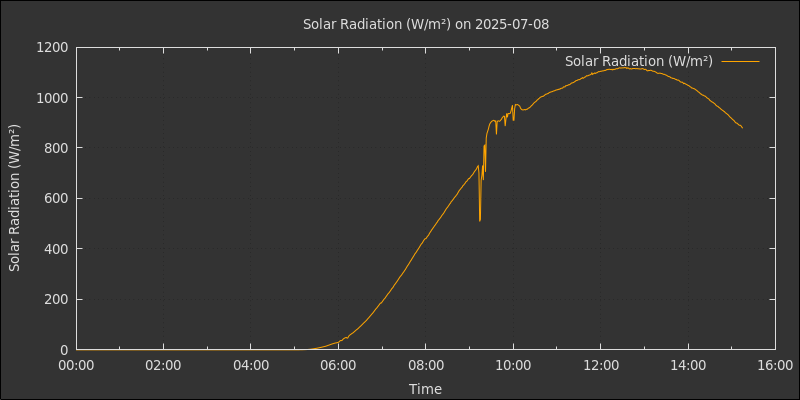 Solar Radiation (W/m²) on 2025-07-08
Solar Radiation (W/m²)
Solar Radiation (W/m²)
1200
1000
800
600
400
200
0
00:00 02:00 04:00 06:00 08:00 10:00 12:00 14:00 16:00
Time